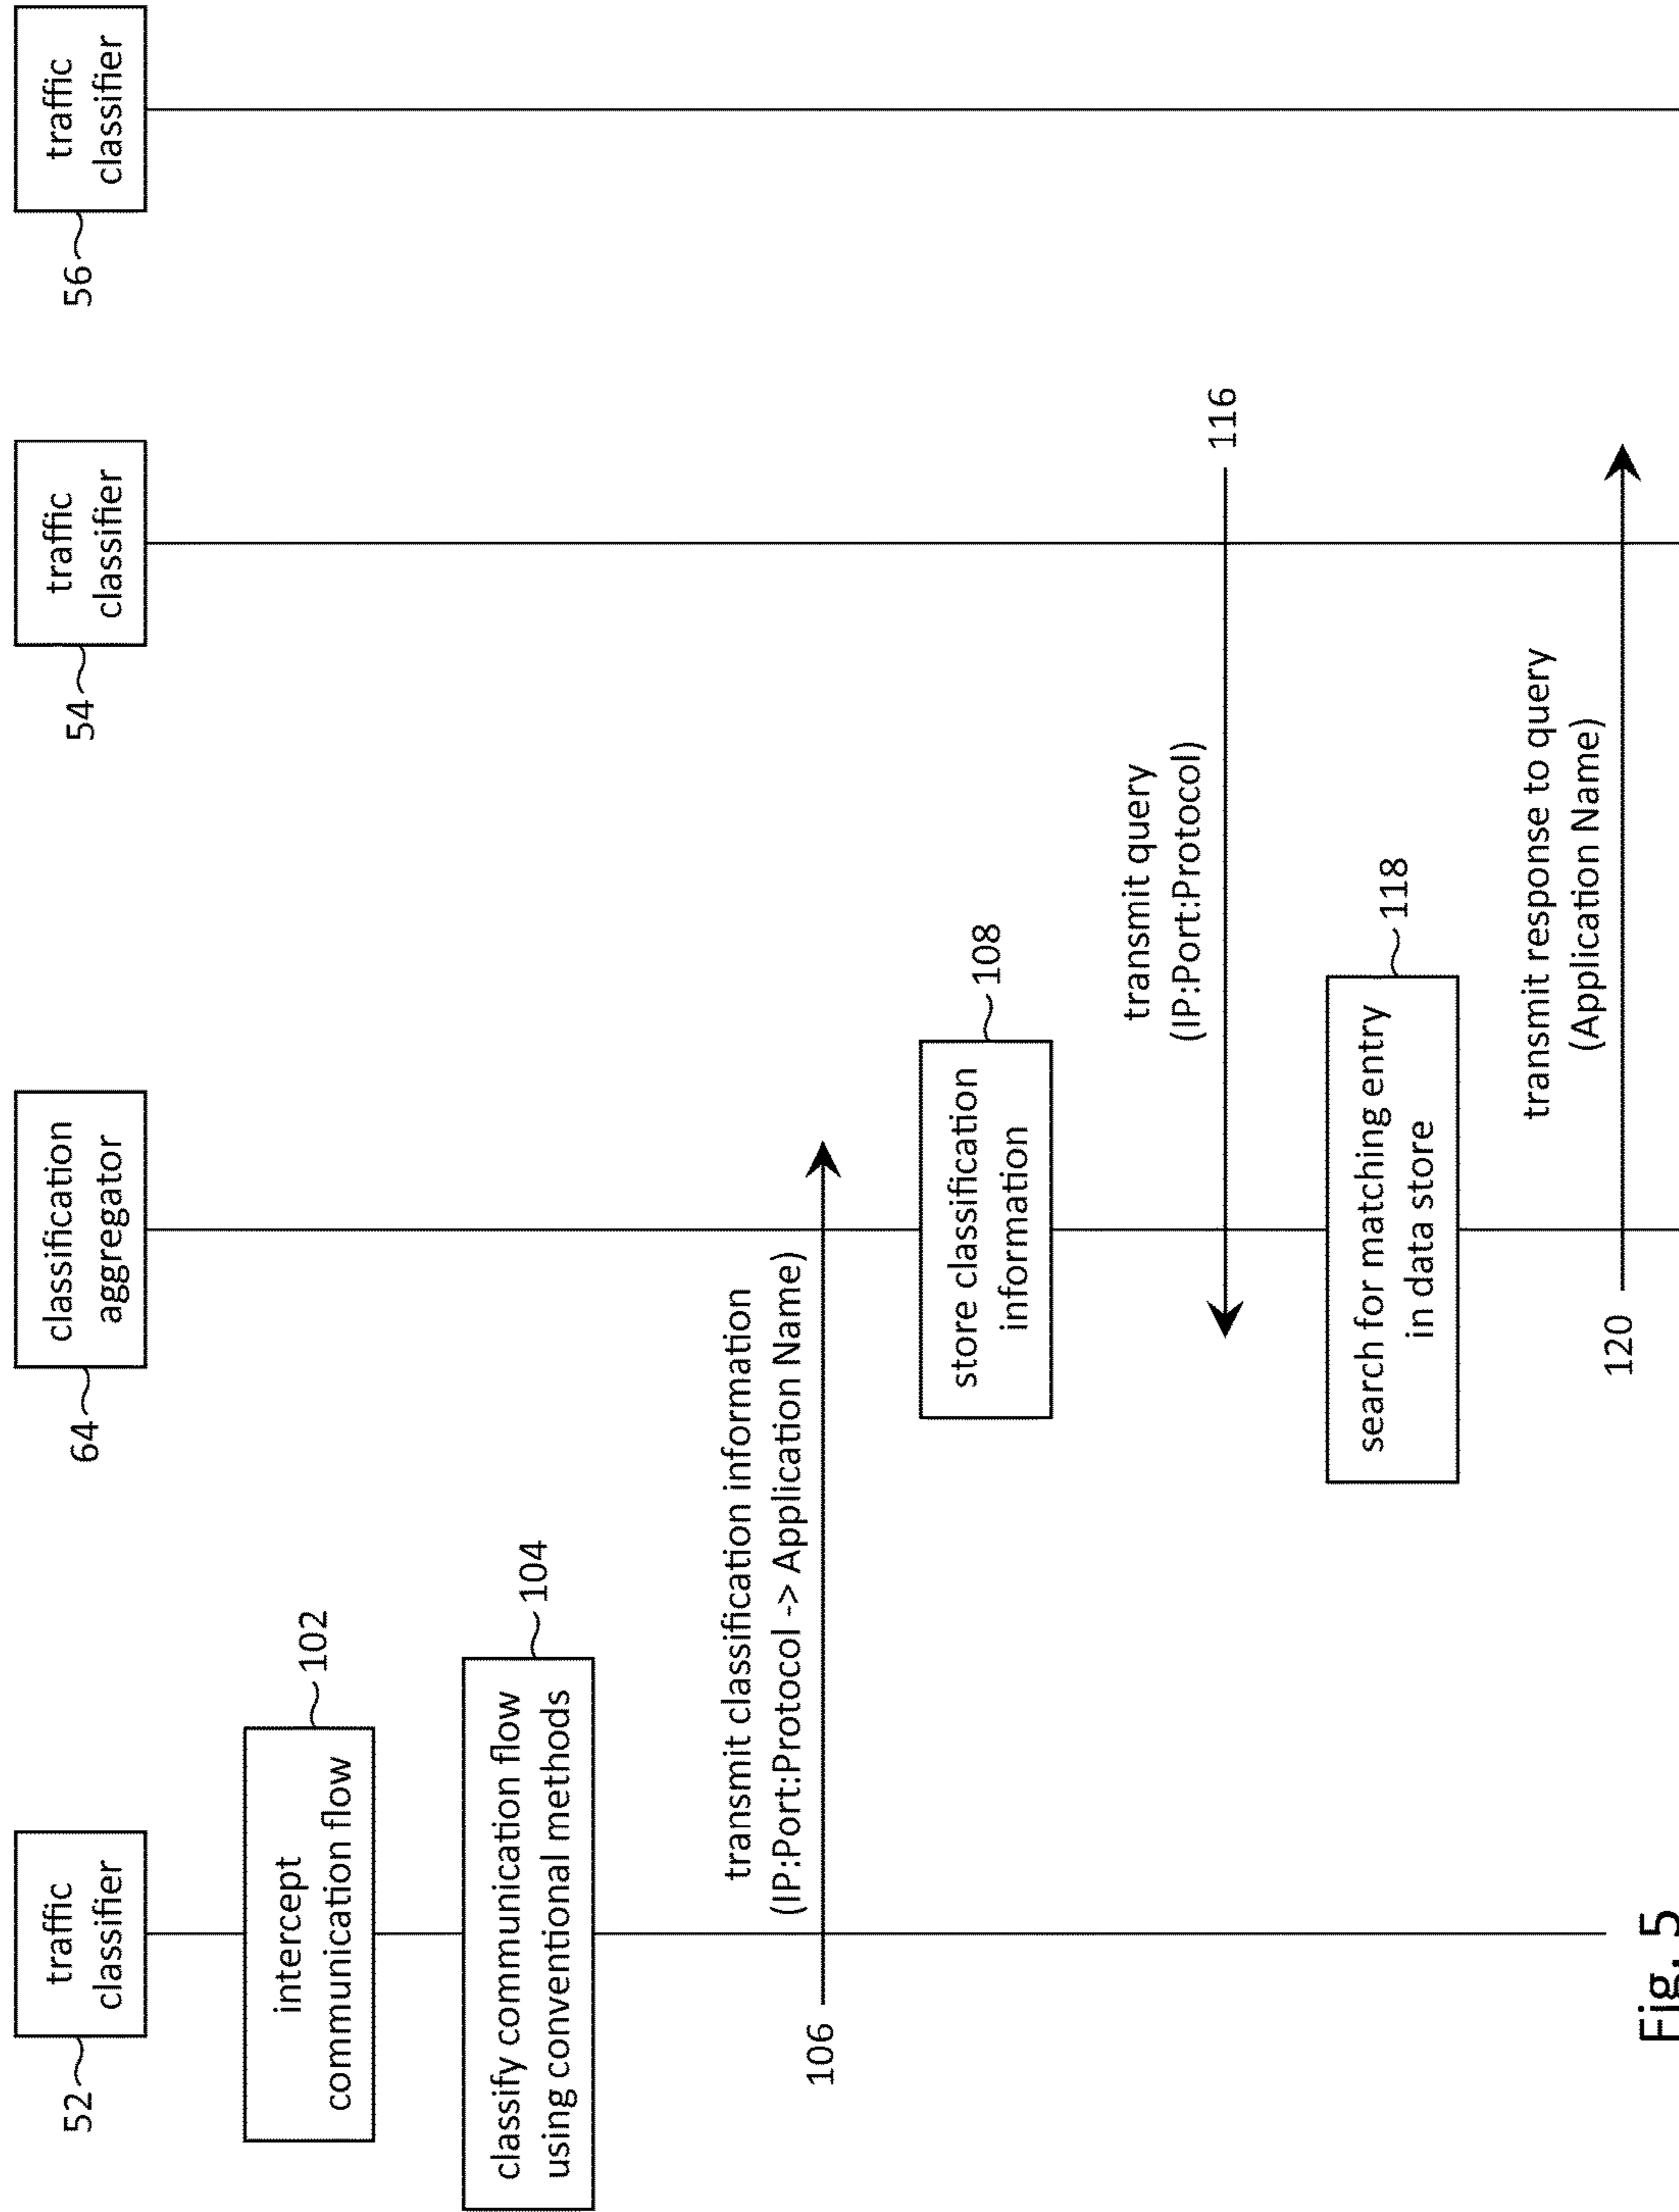 52
traffic
classifier
64
classification
aggregator
54
traffic
classifier
56
traffic
classifier
intercept
communication flow
102
classify communication flow
using conventional methods
104
transmit classification information
(IP:Port:Protocol -> Application Name)
106
store classification
information
108
transmit query
(IP:Port:Protocol)
116
search for matching entry
in data store
118
transmit response to query
(Application Name)
120
Fig. 5